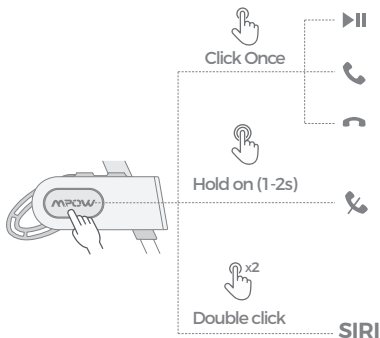 Click Once
Hold on (1-2s)
MPOW
x2
Double click
SIRI